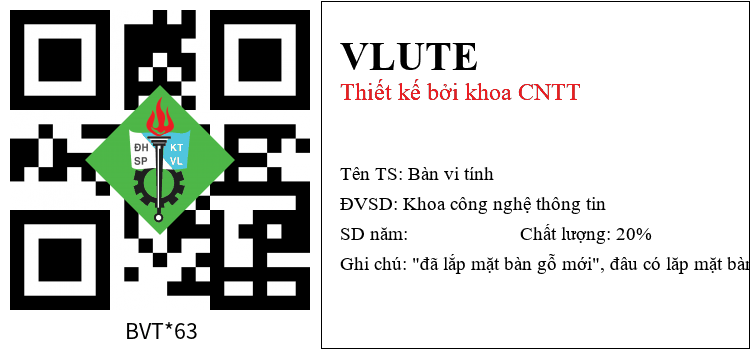 ĐH KT
SP VL
BVT*63
VLUTE
Thiết kế bởi khoa CNTT
Tên TS: Bàn vi tính
ĐVSD: Khoa công nghệ thông tin
SD năm: Chất lượng: 20%
Ghi chú: "đã lắp mặt bàn gỗ mới", đâu có lăp mặt bàn